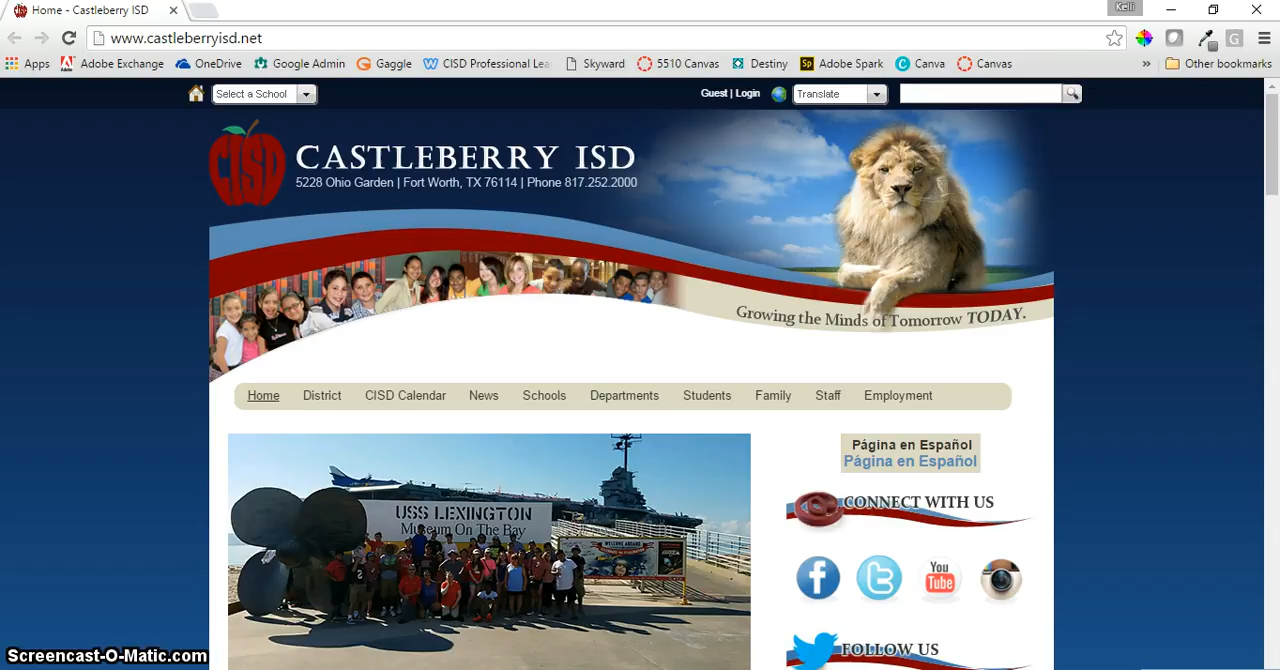 Home - Castleberry ISD
Kelli
www.castleberryisd.net
G
Apps Adobe Exchange OneDrive Google Admin Gaggle CISD Professional Lea Skyward 5510 Canvas Destiny Sp Adobe Spark Canva Canvas » Other bookmarks
Select a School Guest | Login Translate
CISD
CASTLEBERRY ISD
5228 Ohio Garden | Fort Worth, TX 76114 | Phone 817.252.2000
Growing the Minds of Tomorrow TODAY.
Home District CISD Calendar News Schools Departments Students Family Staff Employment
Página en Español
Página en Español
USS LEXINGTON
Museum On The Bay
WELCOME ABOARD
CONNECT WITH US
You
Tube
FOLLOW US
Screencast-O-Matic.com